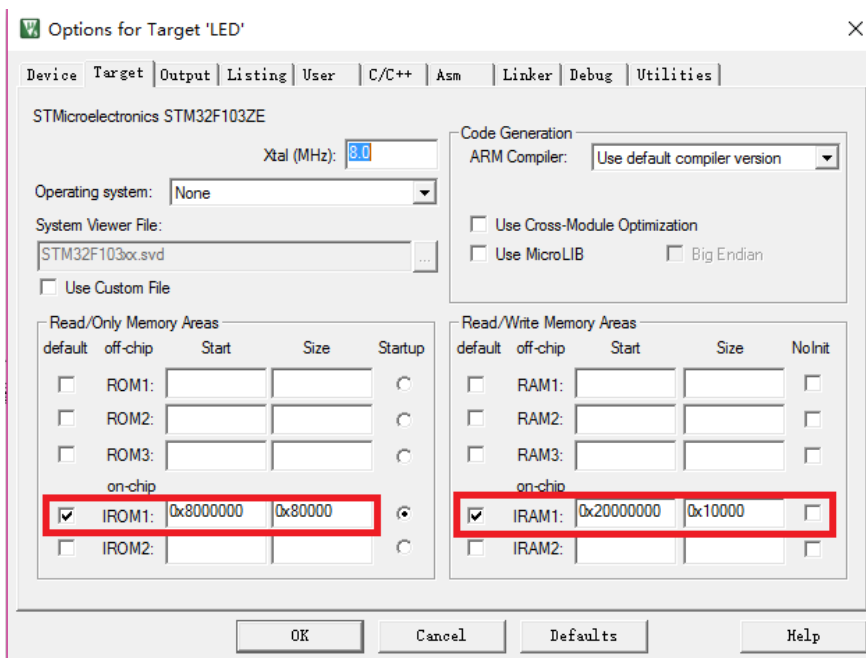 Options for Target 'LED'
Device Target Output Listing User C/C++ Asm Linker Debug Utilities
STMicroelectronics STM32F103ZE
Xtal (MHz): 8.0
Operating system: None
System Viewer File:
STM32F103xx.svd ...
Use Custom File
Code Generation
ARM Compiler: Use default compiler version
Use Cross-Module Optimization
Use MicroLIB Big Endian
Read/Only Memory Areas
default off-chip Start Size Startup
ROM1:
ROM2:
ROM3:
on-chip
IROM1: 0x8000000 0x80000
IROM2:
Read/Write Memory Areas
default off-chip Start Size NoInit
RAM1:
RAM2:
RAM3:
on-chip
IRAM1: 0x20000000 0x10000
IRAM2:
OK Cancel Defaults Help